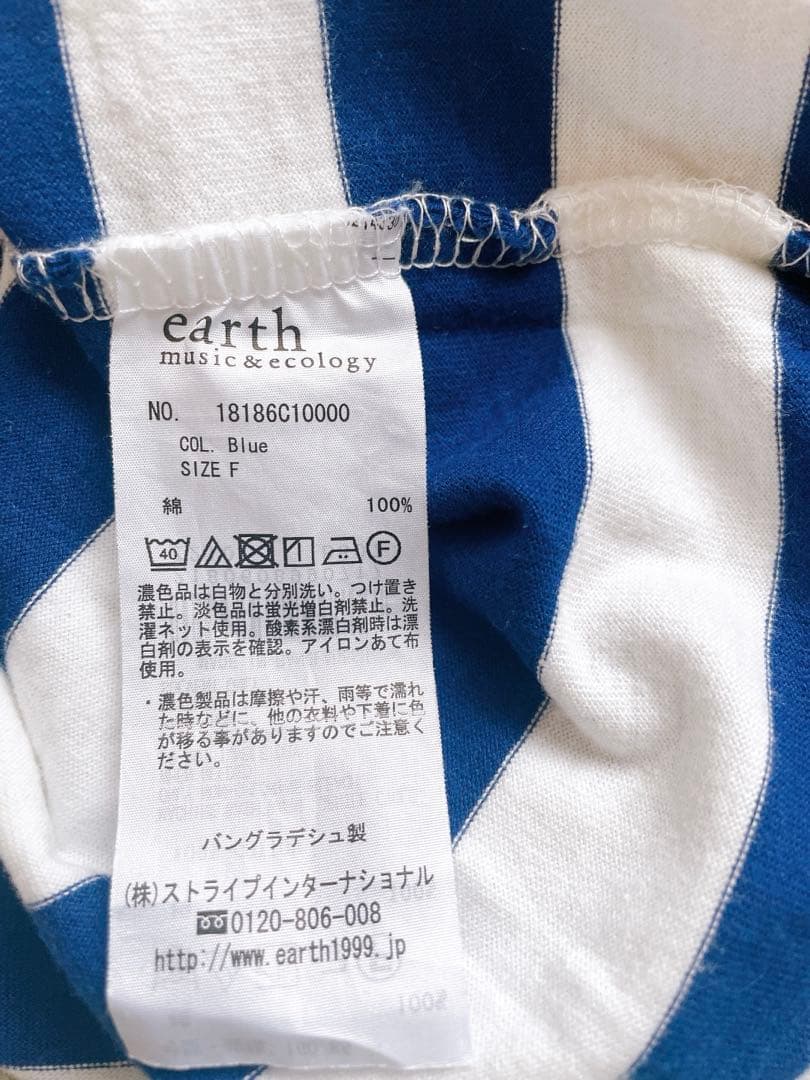 earth
music&ecology
NO. 18186C10000
COL. Blue
SIZE F
綿 100%
40 F
濃色品は白物と分別洗い。つけ置き
禁止。淡色品は蛍光増白剤禁止。洗
濯ネット使用。酸素系漂白剤時は漂
白剤の表示を確認。アイロンあて布
使用。
・濃色製品は摩擦や汗、雨等で濡れ
た時などに、他の衣料や下着に色
が移る事がありますのでご注意く
ださい。
バングラデシュ製
(株)ストライプインターナショナル
0120-806-008
http://www.earth1999.jp